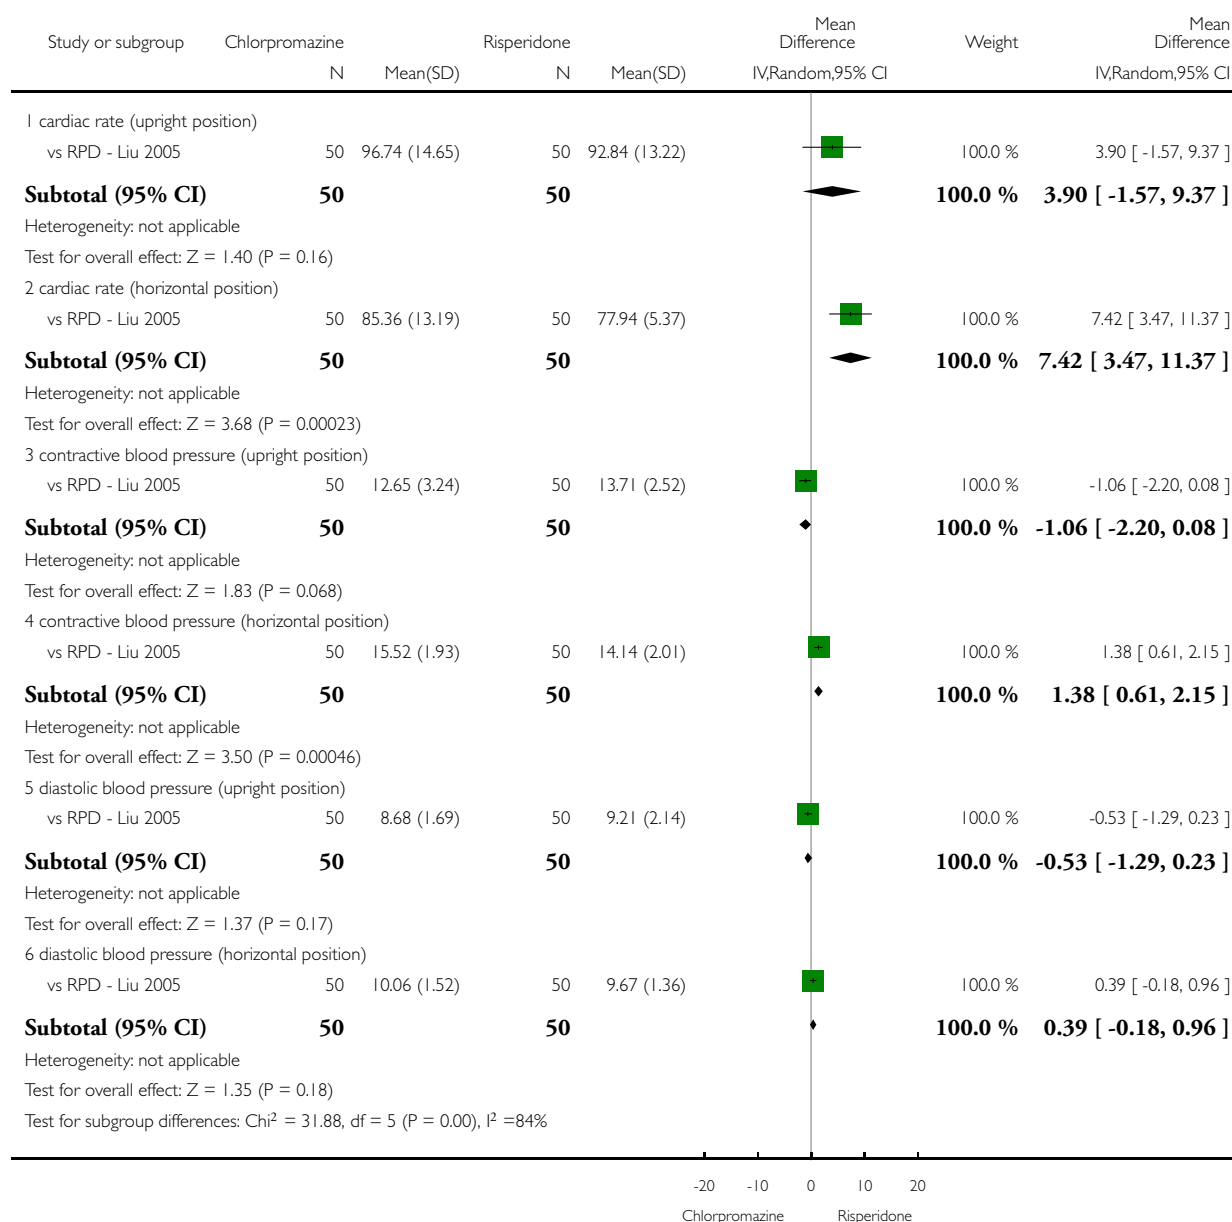 Study or subgroup Chlorpromazine Risperidone Mean Difference Weight Mean Difference
N Mean(SD) N Mean(SD) IV,Random,95% CI IV,Random,95% CI
1 cardiac rate (upright position)
vs RPD - Liu 2005 50 96.74 (14.65) 50 92.84 (13.22) 100.0 % 3.90 [ -1.57, 9.37 ]
Subtotal (95% CI) 50 50 100.0 % 3.90 [ -1.57, 9.37 ]
Heterogeneity: not applicable
Test for overall effect: Z = 1.40 (P = 0.16)
2 cardiac rate (horizontal position)
vs RPD - Liu 2005 50 85.36 (13.19) 50 77.94 (5.37) 100.0 % 7.42 [ 3.47, 11.37 ]
Subtotal (95% CI) 50 50 100.0 % 7.42 [ 3.47, 11.37 ]
Heterogeneity: not applicable
Test for overall effect: Z = 3.68 (P = 0.00023)
3 contractive blood pressure (upright position)
vs RPD - Liu 2005 50 12.65 (3.24) 50 13.71 (2.52) 100.0 % -1.06 [ -2.20, 0.08 ]
Subtotal (95% CI) 50 50 100.0 % -1.06 [ -2.20, 0.08 ]
Heterogeneity: not applicable
Test for overall effect: Z = 1.83 (P = 0.068)
4 contractive blood pressure (horizontal position)
vs RPD - Liu 2005 50 15.52 (1.93) 50 14.14 (2.01) 100.0 % 1.38 [ 0.61, 2.15 ]
Subtotal (95% CI) 50 50 100.0 % 1.38 [ 0.61, 2.15 ]
Heterogeneity: not applicable
Test for overall effect: Z = 3.50 (P = 0.00046)
5 diastolic blood pressure (upright position)
vs RPD - Liu 2005 50 8.68 (1.69) 50 9.21 (2.14) 100.0 % -0.53 [ -1.29, 0.23 ]
Subtotal (95% CI) 50 50 100.0 % -0.53 [ -1.29, 0.23 ]
Heterogeneity: not applicable
Test for overall effect: Z = 1.37 (P = 0.17)
6 diastolic blood pressure (horizontal position)
vs RPD - Liu 2005 50 10.06 (1.52) 50 9.67 (1.36) 100.0 % 0.39 [ -0.18, 0.96 ]
Subtotal (95% CI) 50 50 100.0 % 0.39 [ -0.18, 0.96 ]
Heterogeneity: not applicable
Test for overall effect: Z = 1.35 (P = 0.18)
Test for subgroup differences: Chi² = 31.88, df = 5 (P = 0.00), I² =84%
-20 -10 0 10 20
Chlorpromazine Risperidone